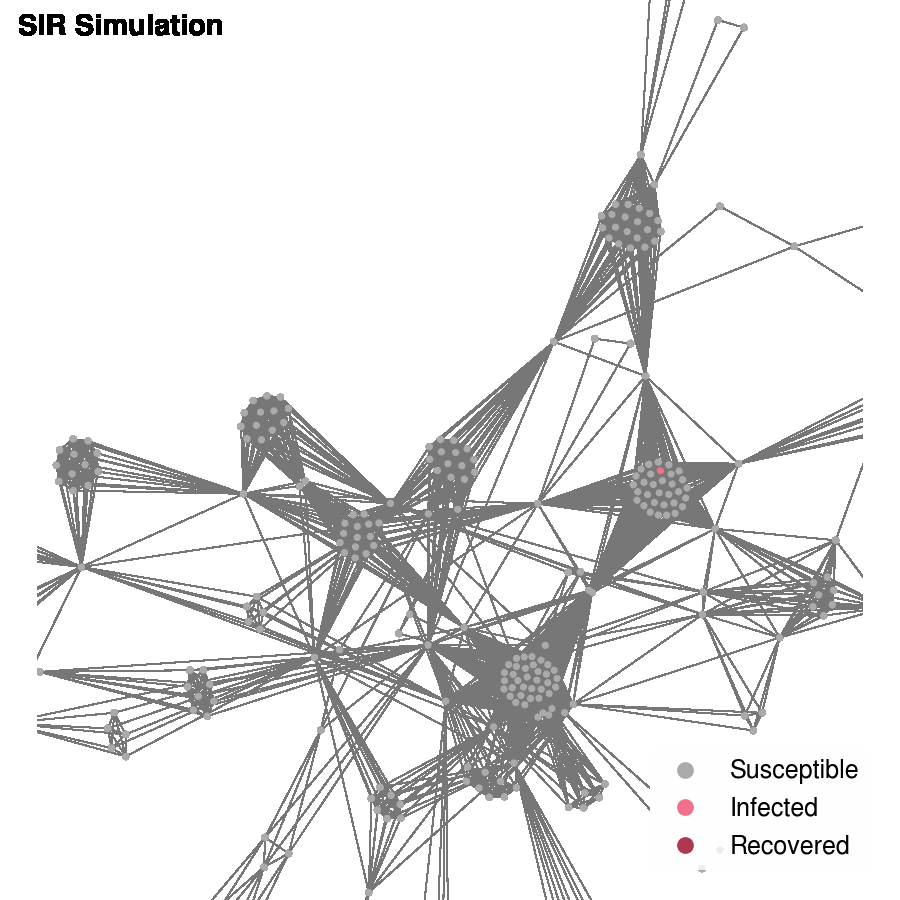 SIR Simulation
Susceptible
Infected
Recovered